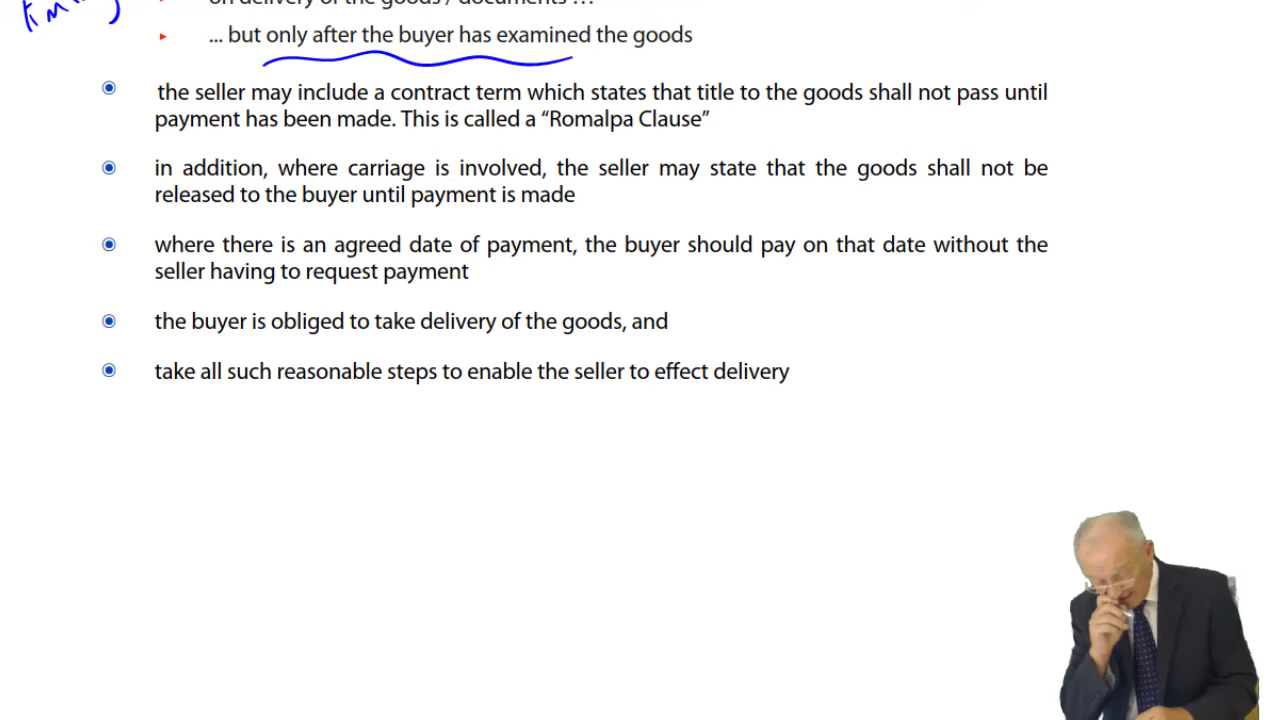 on delivery of the goods / documents ...
... but only after the buyer has examined the goods
the seller may include a contract term which states that title to the goods shall not pass until
payment has been made. This is called a “Romalpa Clause”
in addition, where carriage is involved, the seller may state that the goods shall not be
released to the buyer until payment is made
where there is an agreed date of payment, the buyer should pay on that date without the
seller having to request payment
the buyer is obliged to take delivery of the goods, and
take all such reasonable steps to enable the seller to effect delivery